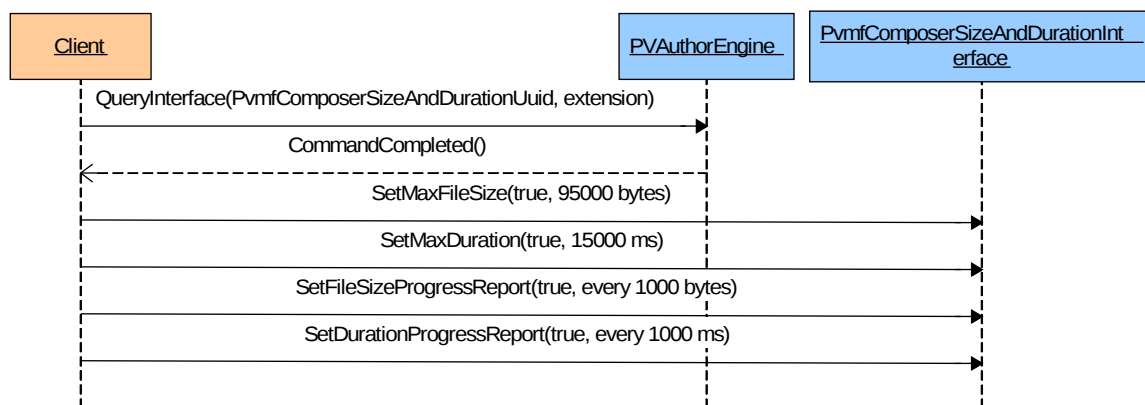 Client
PVAuthorEngine
PvmfComposerSizeAndDurationInt
erface
QueryInterface(PvmfComposerSizeAndDurationUuid, extension)
CommandCompleted()
SetMaxFileSize(true, 95000 bytes)
SetMaxDuration(true, 15000 ms)
SetFileSizeProgressReport(true, every 1000 bytes)
SetDurationProgressReport(true, every 1000 ms)